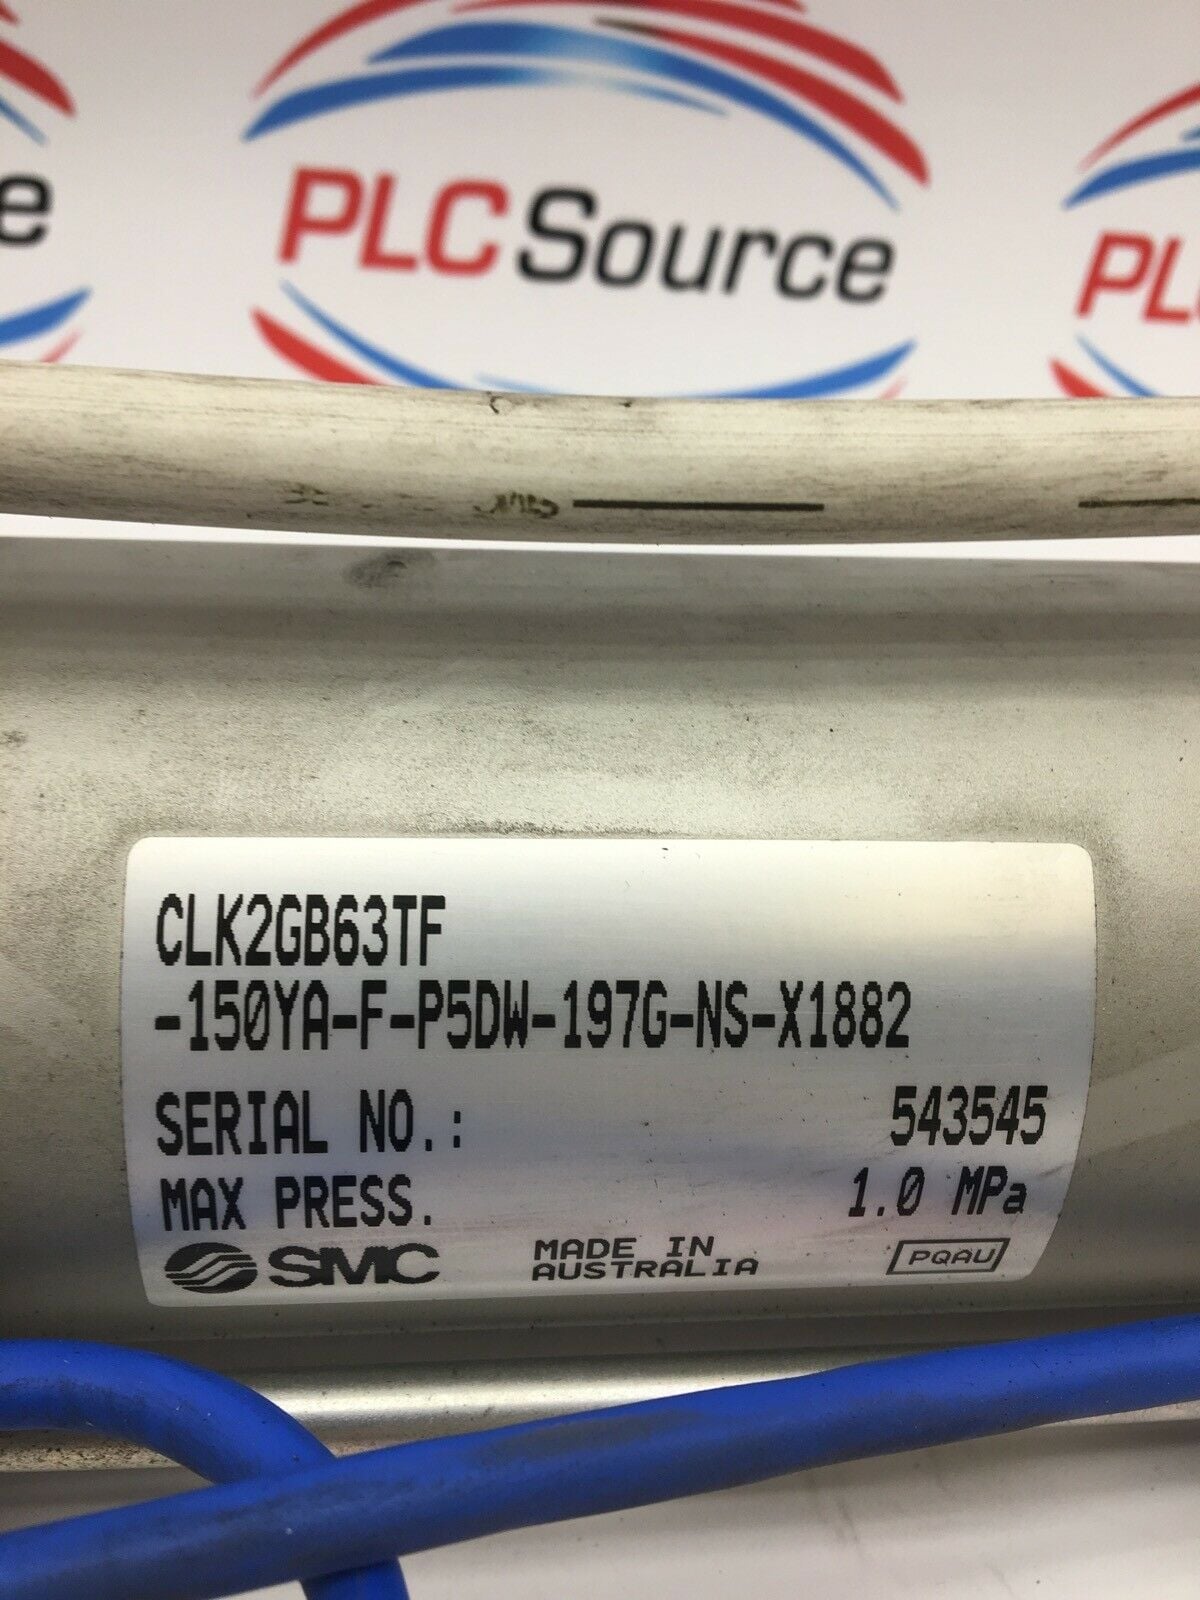 PLC Source
e
PL
CLK2GB63TF
-150YA-F-P5DW-197G-NS-X1882
SERIAL NO.: 543545
MAX PRESS. 1.0 MPa
SMC MADE IN AUSTRALIA PQAU